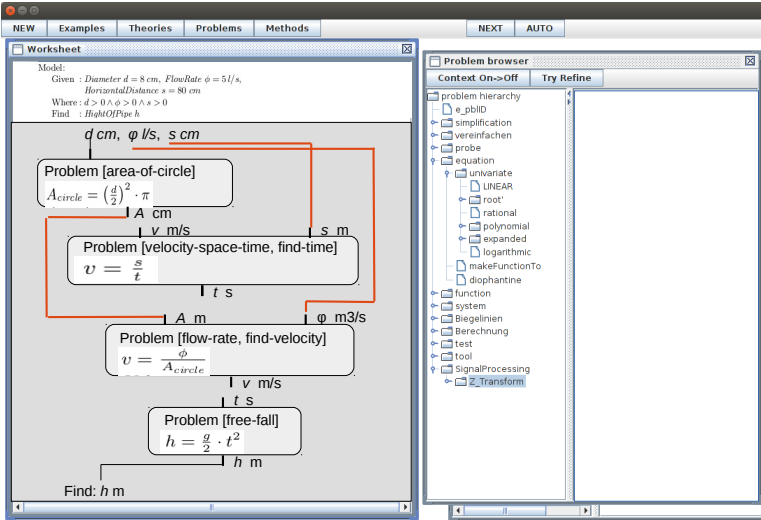 NEW Examples Theories Problems Methods NEXT AUTO
Worksheet
Model:
Given : Diameter d = 8 cm, FlowRate ϕ = 5 l/s,
HorizontalDistance s = 80 cm
Where : d > 0 ∧ ϕ > 0 ∧ s > 0
Find : HightOfPipe h
d cm, φ l/s, s cm
Problem [area-of-circle]
A_circle = (d/2)^2 · π
A cm
v m/s s m
Problem [velocity-space-time, find-time]
v = s/t
t s
A m φ m3/s
Problem [flow-rate, find-velocity]
v = ϕ/A_circle
v m/s
t s
Problem [free-fall]
h = g/2 · t^2
h m
Find: h m
Problem browser
Context On->Off Try Refine
problem hierarchy
e_pblID
simplification
vereinfachen
probe
equation
univariate
LINEAR
root'
rational
polynomial
expanded
logarithmic
makeFunctionTo
diophantine
function
system
Biegelinien
Berechnung
test
tool
SignalProcessing
Z_Transform